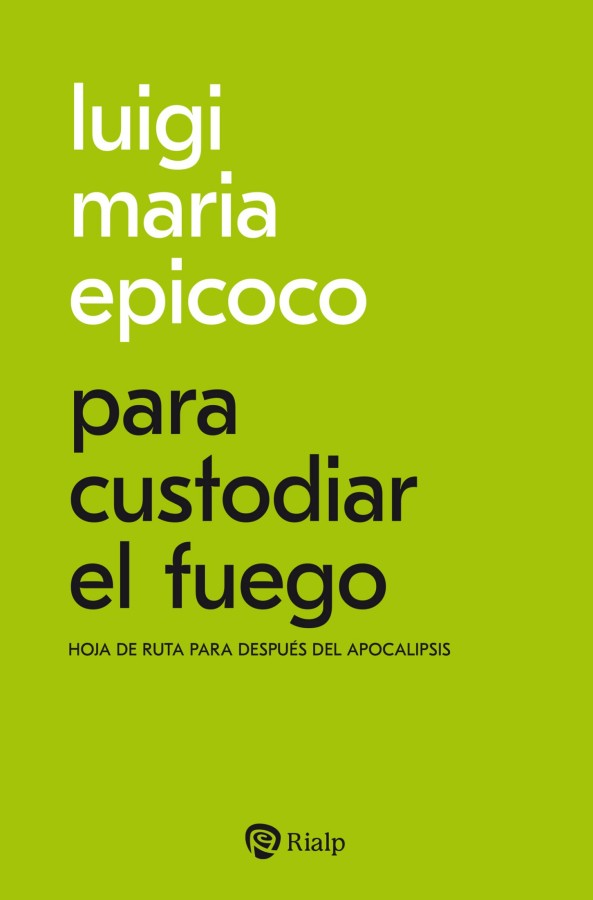 luigi
maria
epicoco
para
custodiar
el fuego
HOJA DE RUTA PARA DESPUÉS DEL APOCALIPSIS
Rialp